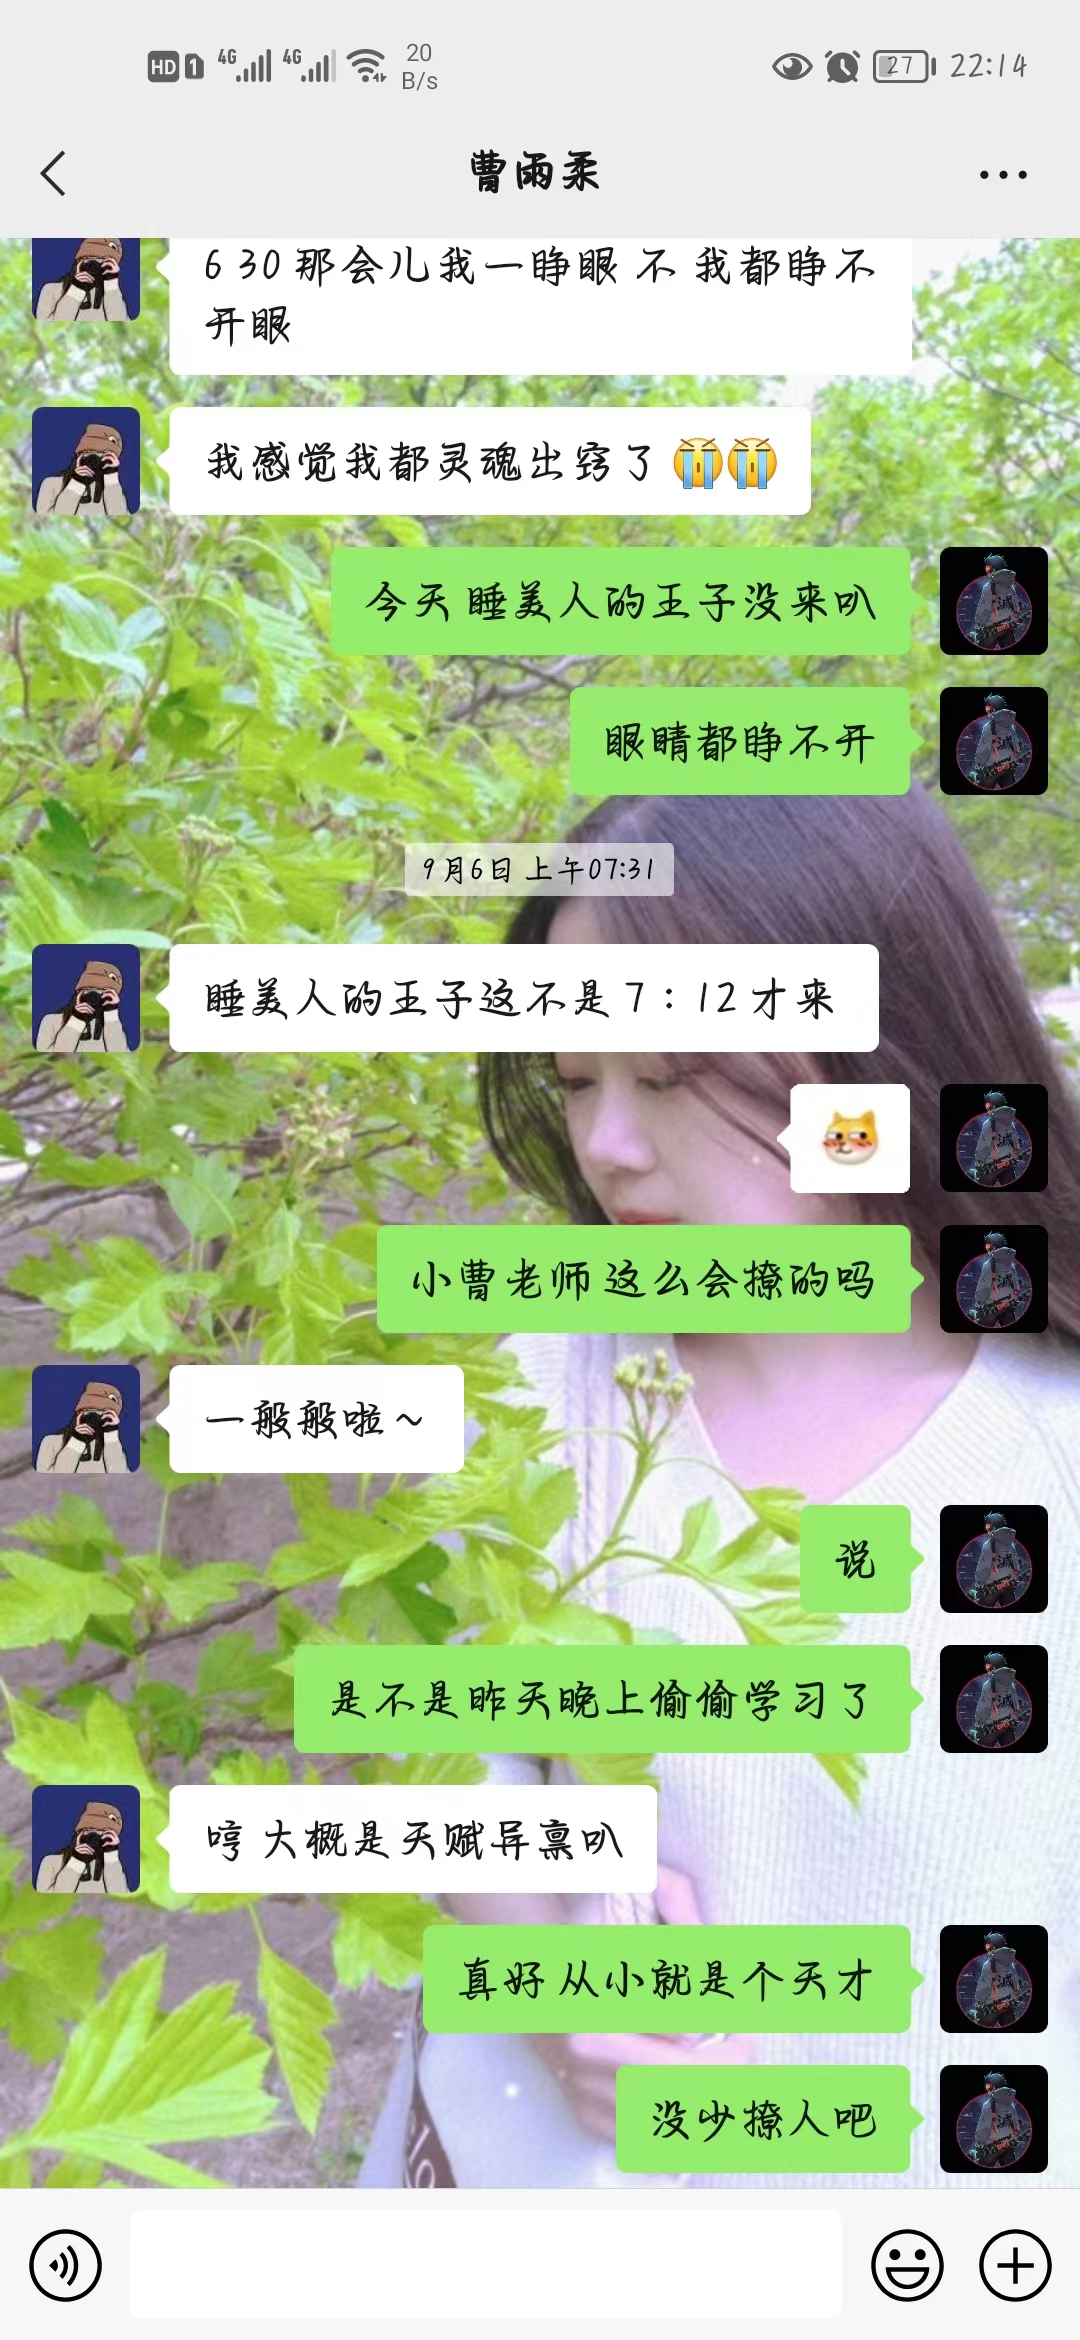 HD 1 4G 4G 20 B/s 27 22:14
曹雨柔
6 30 那会儿我一睁眼 不 我都睁不
开眼
我感觉我都灵魂出窍了 😭😭
今天 睡美人的王子没来叭
眼睛都睁不开
9月6日 上午07:31
睡美人的王子这不是 7：12 才来
小曹老师 这么会撩的吗
一般般啦～
说
是不是昨天晚上偷偷学习了
哼 大概是天赋异禀叭
真好 从小就是个天才
没少撩人吧